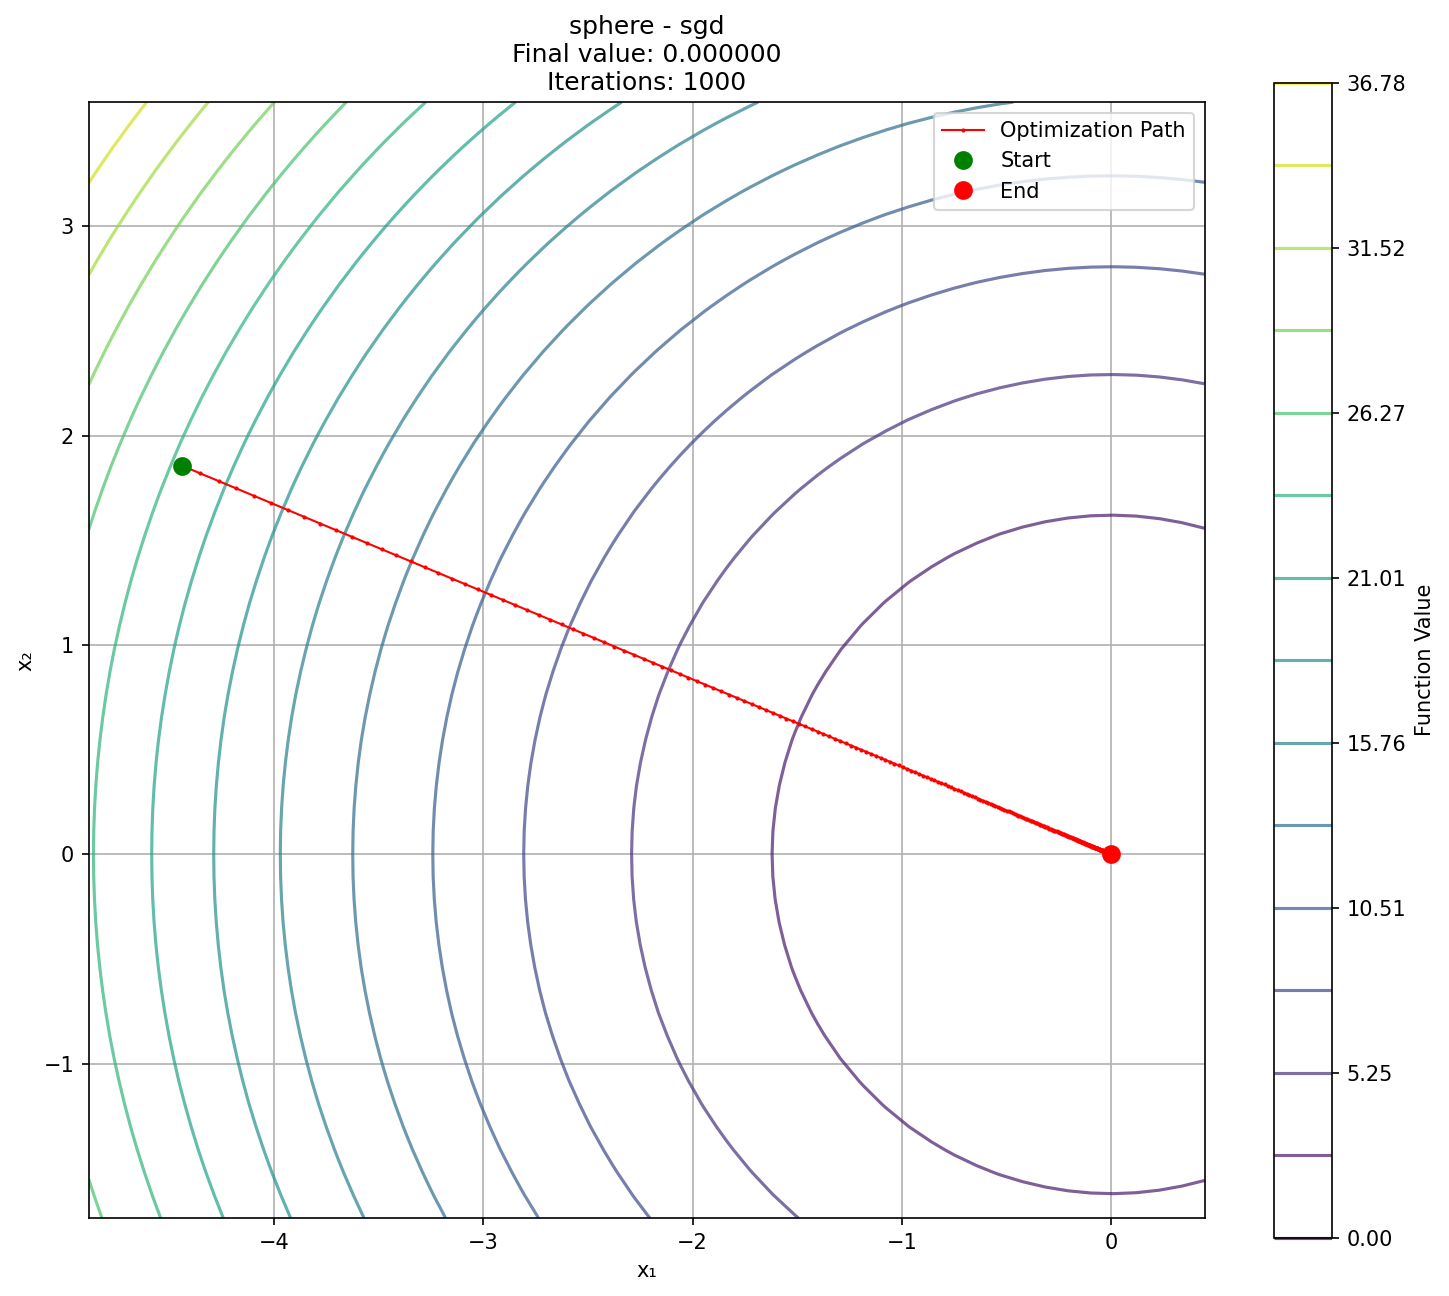 sphere - sgd
Final value: 0.000000
Iterations: 1000
Optimization Path
Start
End
3
2
1
0
−1
x₂
−4
−3
−2
−1
0
x₁
36.78
31.52
26.27
21.01
15.76
10.51
5.25
0.00
Function Value